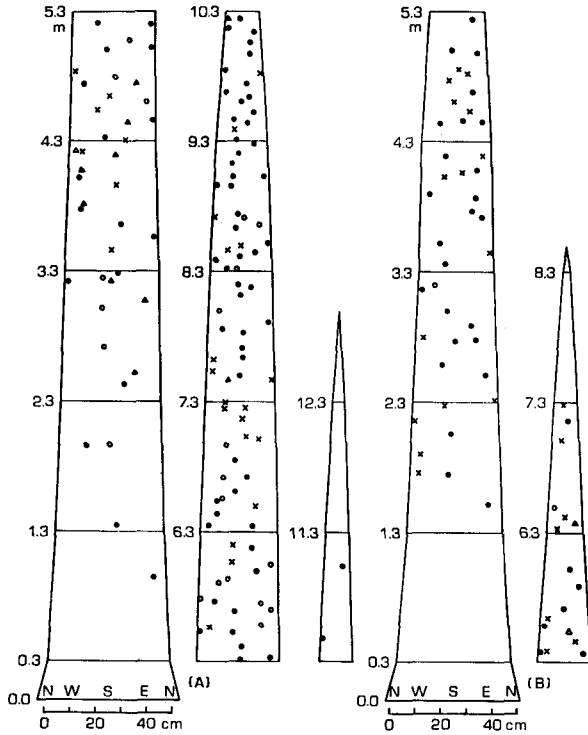 5.3 10.3 5.3
m m
4.3 9.3 4.3
3.3 8.3 3.3 8.3
2.3 7.3 12.3 2.3 7.3
1.3 6.3 11.3 1.3 6.3
0.3 0.3
(A) (B)
0.0 N W S E N 0.0 N W S E N
0 20 40 cm 0 20 40 cm